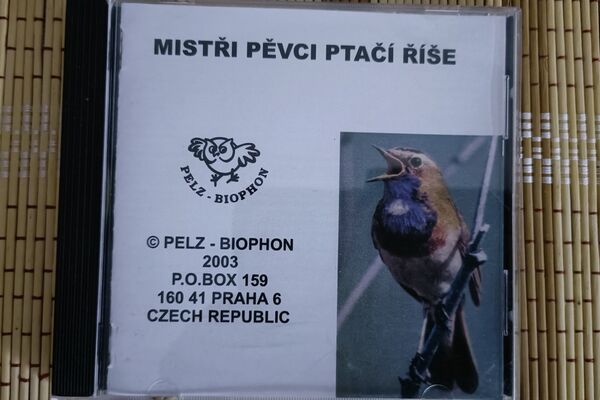 MISTŘI PĚVCI PTAČÍ ŘÍŠE
PELZ - BIOPHON
© PELZ - BIOPHON
2003
P.O.BOX 159
160 41 PRAHA 6
CZECH REPUBLIC